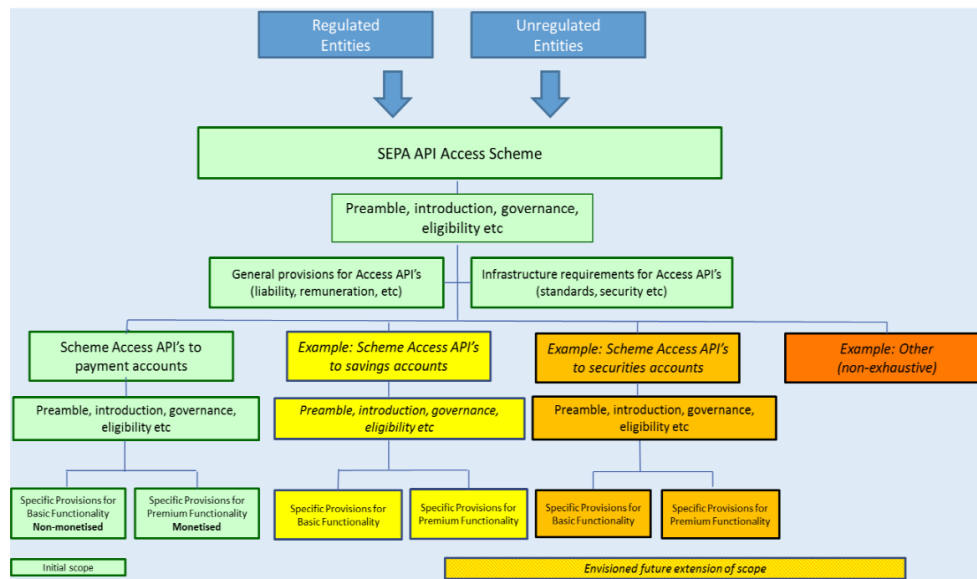 Regulated
Entities
Unregulated
Entities
SEPA API Access Scheme
Preamble, introduction, governance,
eligibility etc
General provisions for Access API's
(liability, remuneration, etc)
Infrastructure requirements for Access API's
(standards, security etc)
Scheme Access API's to
payment accounts
Example: Scheme Access API's
to savings accounts
Example: Scheme Access API's
to securities accounts
Example: Other
(non-exhaustive)
Preamble, introduction, governance,
eligibility etc
Preamble, introduction, governance,
eligibility etc
Preamble, introduction, governance,
eligibility etc
Specific Provisions for
Basic Functionality
Non-monetised
Specific Provisions for
Premium Functionality
Monetised
Specific Provisions
for Basic Functionality
Specific Provisions
for Premium Functionality
Specific Provisions
for Basic Functionality
Specific Provisions
for Premium Functionality
Initial scope
Envisioned future extension of scope